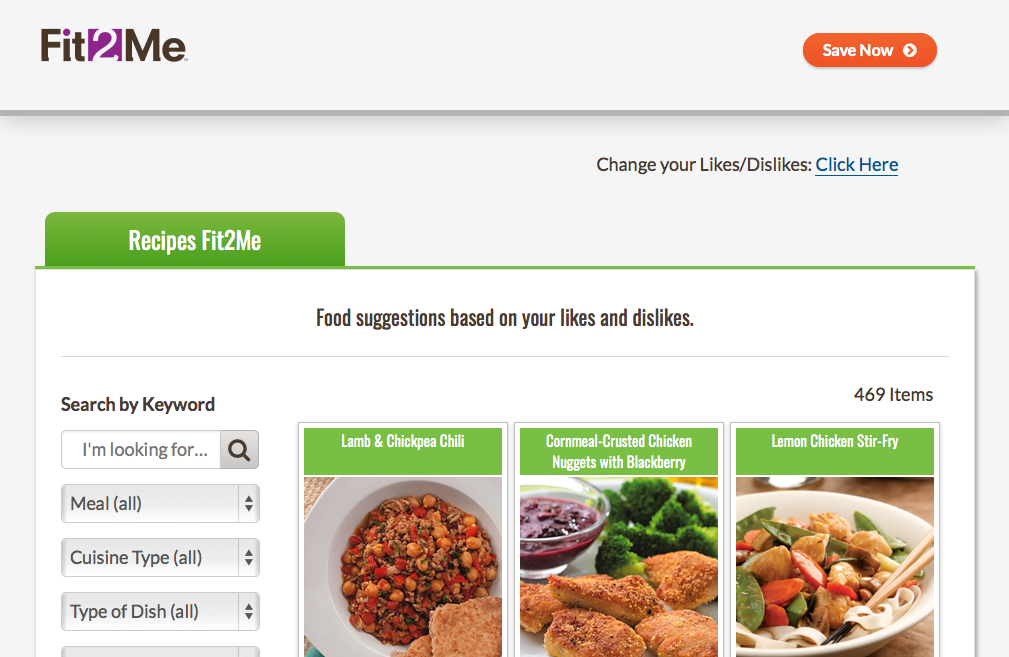 Fit2Me
Save Now
Change your Likes/Dislikes: Click Here
Recipes Fit2Me
Food suggestions based on your likes and dislikes.
469 Items
Search by Keyword
I'm looking for...
Meal (all)
Cuisine Type (all)
Type of Dish (all)
Lamb & Chickpea Chili
Cornmeal-Crusted Chicken
Nuggets with Blackberry
Lemon Chicken Stir-Fry